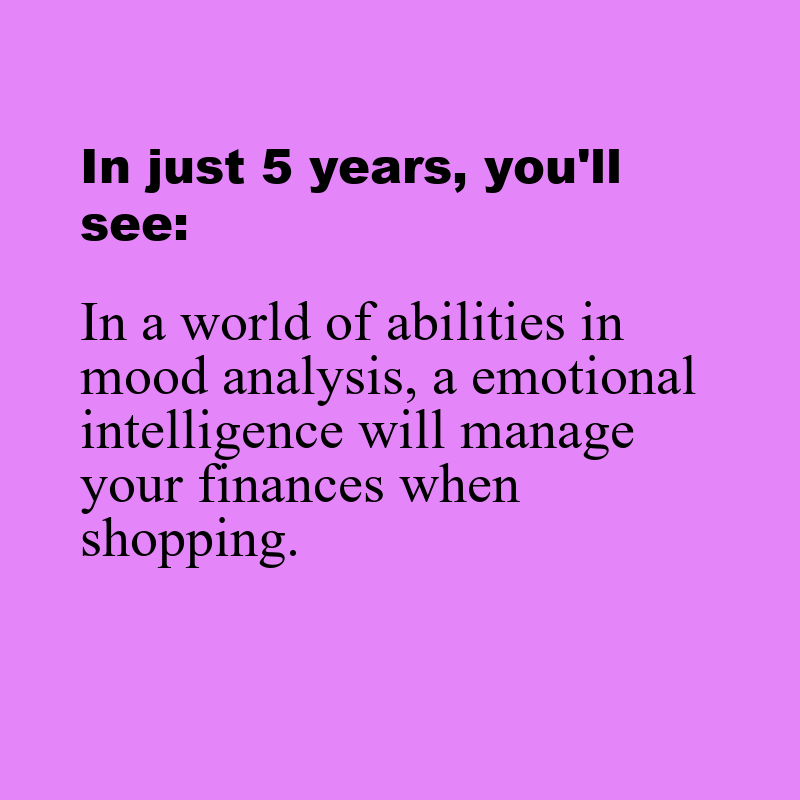 In just 5 years, you'll
see:
In a world of abilities in
mood analysis, a emotional
intelligence will manage
your finances when
shopping.